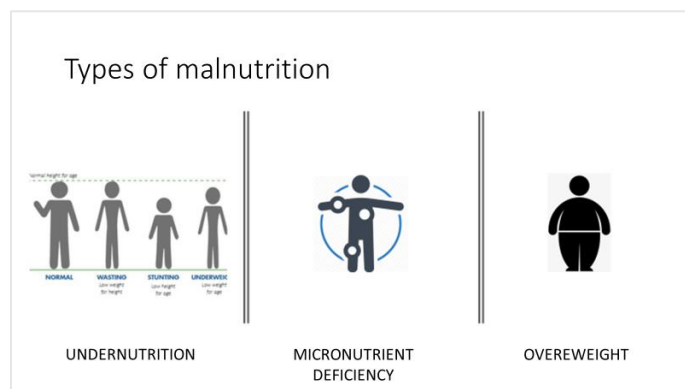 Types of malnutrition
Normal height for age
NORMAL WASTING STUNTING UNDERWEIG
Low weight Low height Low weight
for height for age for age
UNDERNUTRITION MICRONUTRIENT OVEREWEIGHT
DEFICIENCY